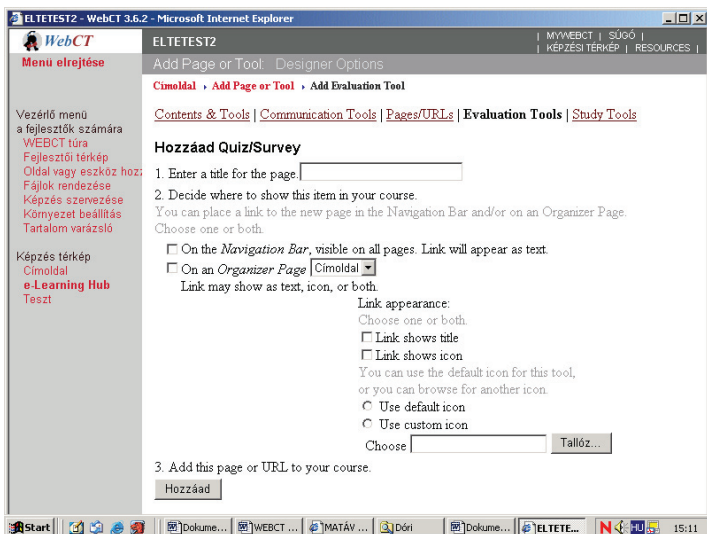 ELTETEST2 - WebCT 3.6.2 - Microsoft Internet Explorer
WebCT
Menü elrejtése
ELTETEST2
| MYWEBCT | SÚGÓ |
| KÉPZÉSI TÉRKÉP | RESOURCES |
Add Page or Tool: Designer Options
Címoldal › Add Page or Tool › Add Evaluation Tool
Vezérlő menü
a fejlesztők számára
WEBCT túra
Fejlesztői térkép
Oldal vagy eszköz hozz
Fájlok rendezése
Képzés szervezése
Környezet beállítás
Tartalom varázsló
Képzés térkép
Címoldal
e-Learning Hub
Teszt
Contents & Tools | Communication Tools | Pages/URLs | Evaluation Tools | Study Tools
Hozzáad Quiz/Survey
1. Enter a title for the page.
2. Decide where to show this item in your course.
You can place a link to the new page in the Navigation Bar and/or on an Organizer Page.
Choose one or both.
On the Navigation Bar, visible on all pages. Link will appear as text.
On an Organizer Page Címoldal
Link may show as text, icon, or both.
Link appearance:
Choose one or both.
Link shows title
Link shows icon
You can use the default icon for this tool,
or you can browse for another icon.
Use default icon
Use custom icon
Choose Tallóz...
3. Add this page or URL to your course.
Hozzáad
Start Dokume... WEBCT ... MATÁV ... Dóri Dokume... ELTETE... N HU 15:11